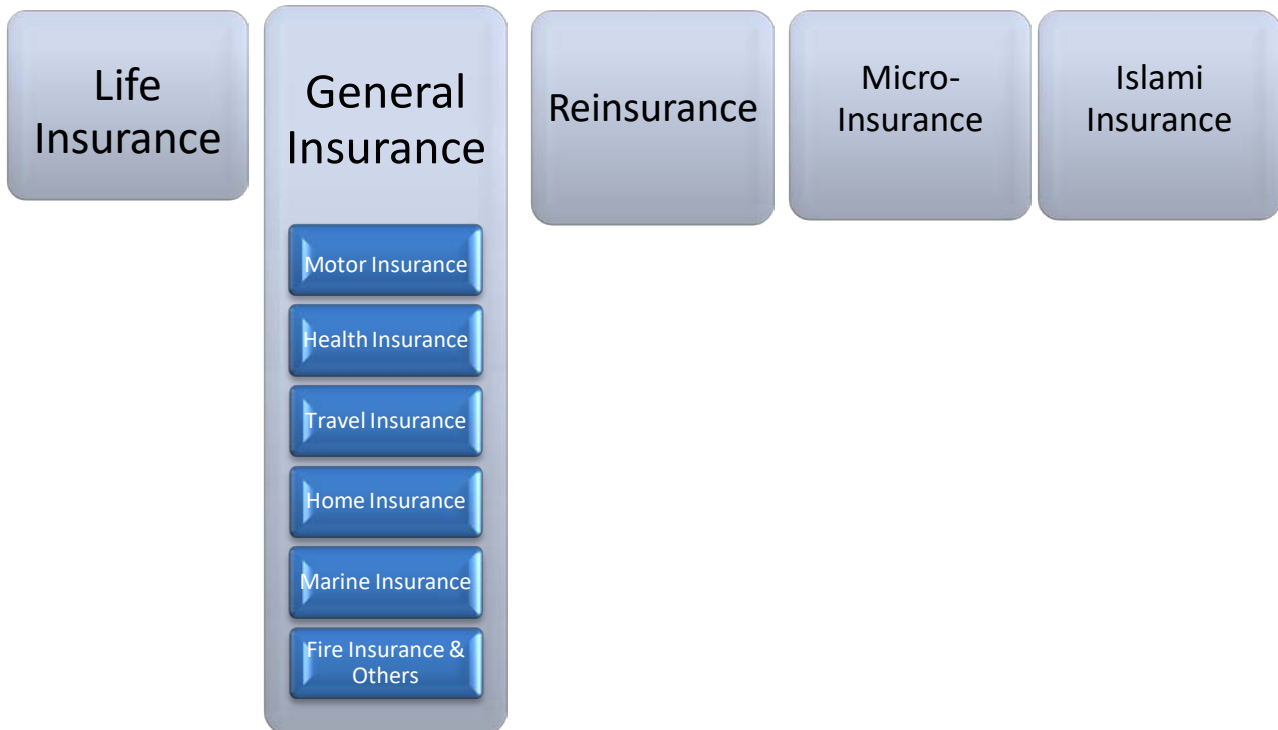 Life
Insurance
General
Insurance
Motor Insurance
Health Insurance
Travel Insurance
Home Insurance
Marine Insurance
Fire Insurance &
Others
Reinsurance
Micro-
Insurance
Islami
Insurance